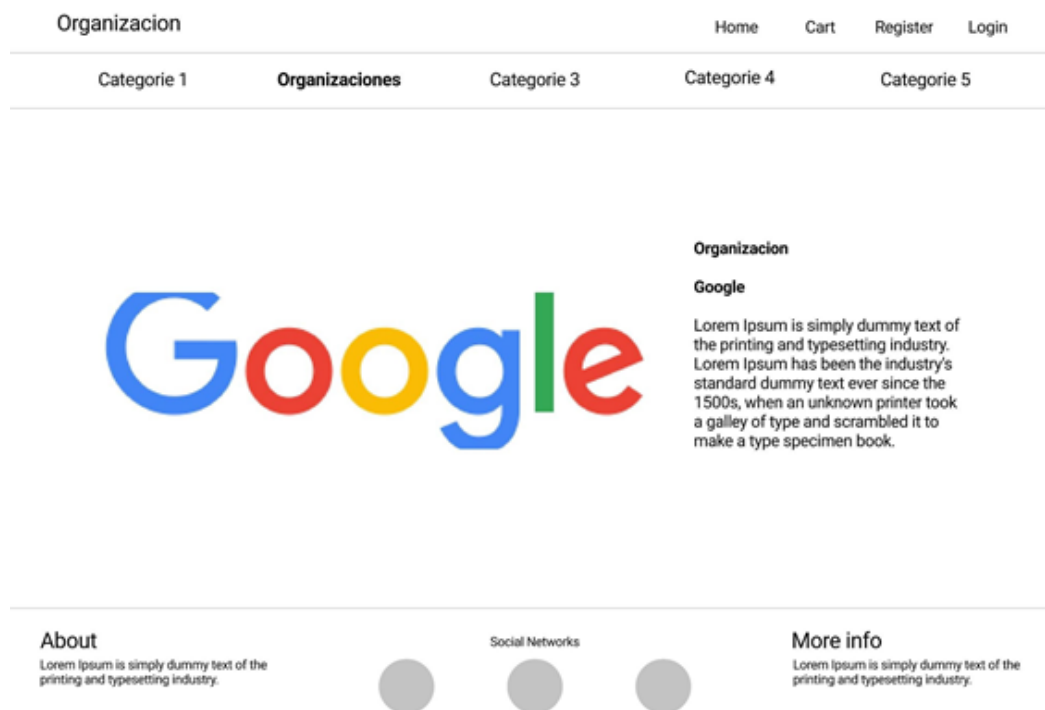 Organizacion
Home Cart Register Login
Categorie 1 Organizaciones Categorie 3 Categorie 4 Categorie 5
Google
Organizacion
Google
Lorem Ipsum is simply dummy text of
the printing and typesetting industry.
Lorem Ipsum has been the industry's
standard dummy text ever since the
1500s, when an unknown printer took
a galley of type and scrambled it to
make a type specimen book.
About
Lorem Ipsum is simply dummy text of the
printing and typesetting industry.
Social Networks
More info
Lorem Ipsum is simply dummy text of the
printing and typesetting industry.